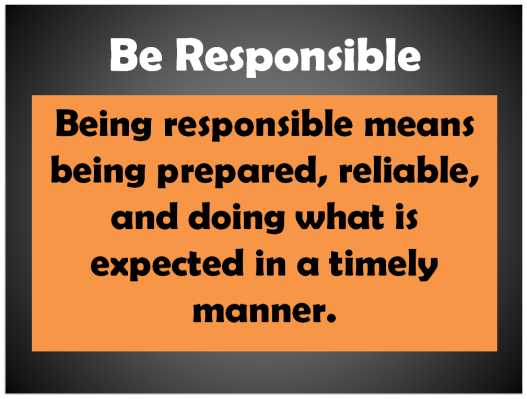 Be Responsible
Being responsible means
being prepared, reliable,
and doing what is
expected in a timely
manner.